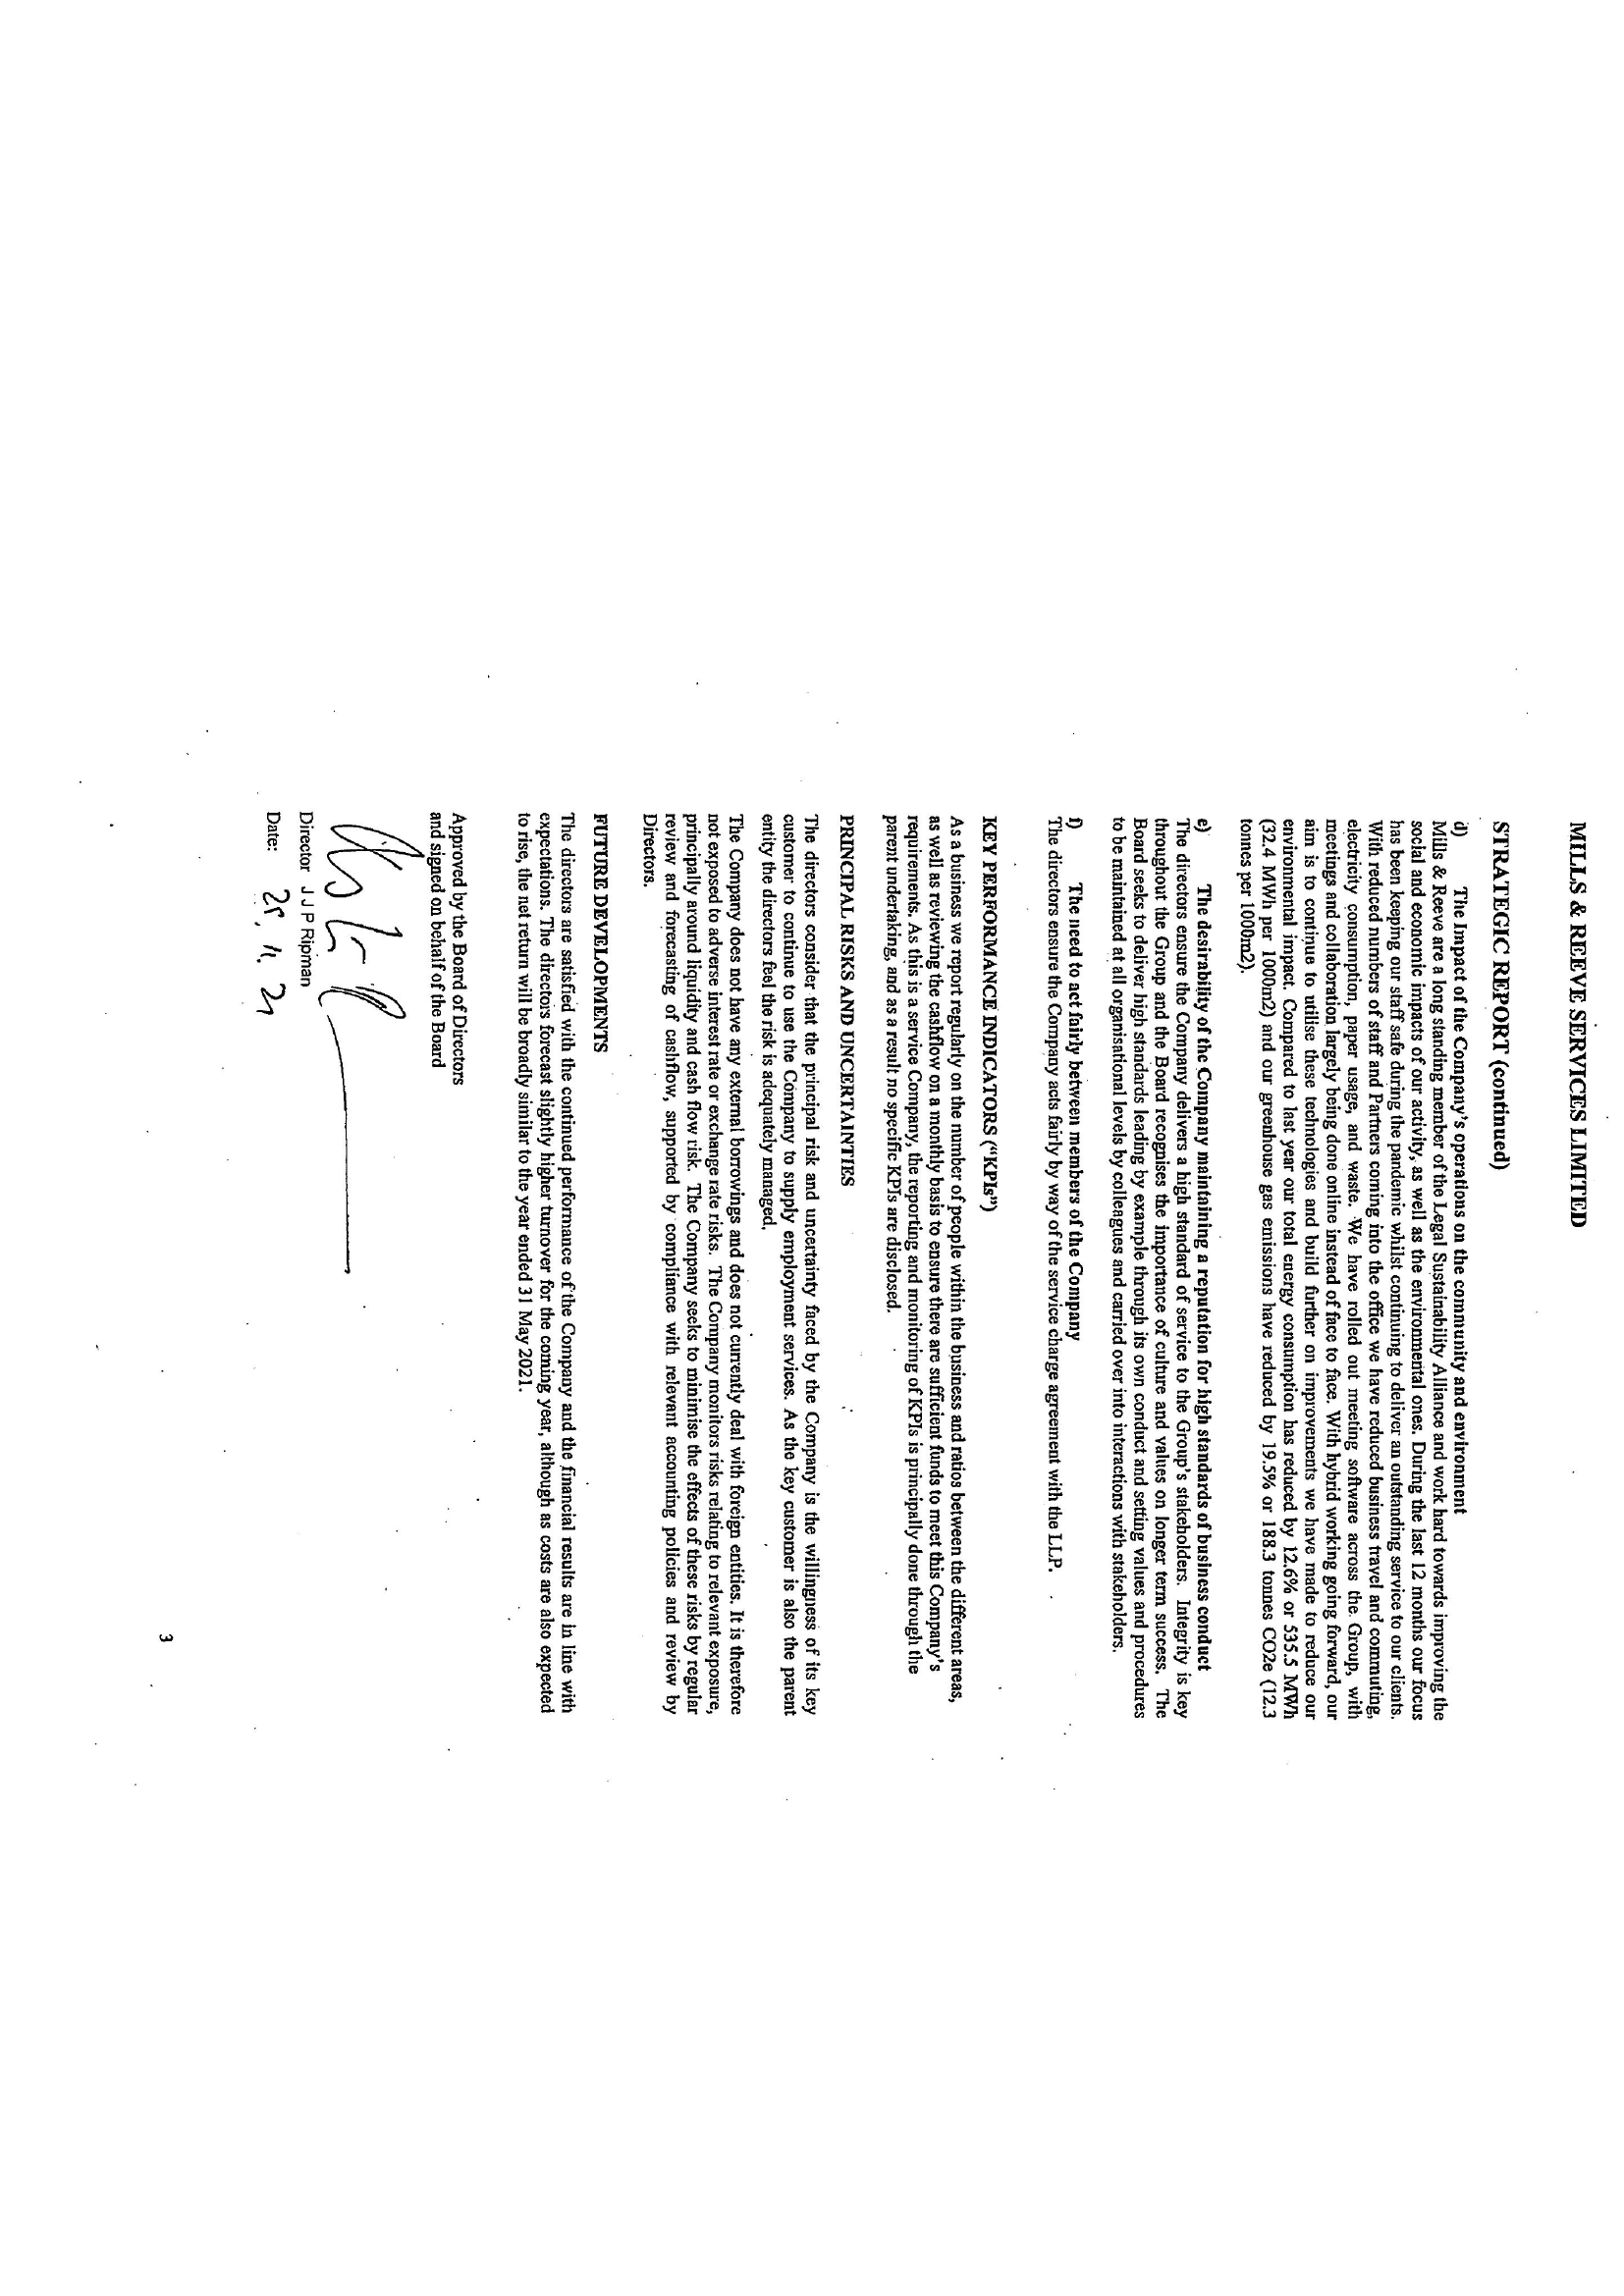 MILLS & REEVE SERVICES LIMITED
STRATEGIC REPORT (continued)
d) The Impact of the Company's operations on the community and environment
Mills & Reeve are a long standing member of the Legal Sustainability Alliance and work hard towards improving the
social and economic impacts of our activity, as well as the environmental ones. During the last 12 months our focus
has been keeping our staff safe during the pandemic whilst continuing to deliver an outstanding service to our clients.
With reduced numbers of staff and Partners coming into the office we have reduced business travel and commuting,
electricity consumption, paper usage, and waste. We have rolled out meeting software across the Group, with
meetings and collaboration largely being done online instead of face to face. With hybrid working going forward, our
aim is to continue to utilise these technologies and build further on improvements we have made to reduce our
environmental impact. Compared to last year our total energy consumption has reduced by 12.6% or 535.5 MWh
(32.4 MWh per 1000m2) and our greenhouse gas emissions have reduced by 19.5% or 188.3 tonnes CO2e (12.3
tonnes per 1000m2).
e) The desirability of the Company maintaining a reputation for high standards of business conduct
The directors ensure the Company delivers a high standard of service to the Group's stakeholders. Integrity is key
throughout the Group and the Board recognises the importance of culture and values on longer term success. The
Board seeks to deliver high standards leading by example through its own conduct and setting values and procedures
to be maintained at all organisational levels by colleagues and carried over into interactions with stakeholders.
f) The need to act fairly between members of the Company
The directors ensure the Company acts fairly by way of the service charge agreement with the LLP.
KEY PERFORMANCE INDICATORS ("KPIs")
As a business we report regularly on the number of people within the business and ratios between the different areas,
as well as reviewing the cashflow on a monthly basis to ensure there are sufficient funds to meet this Company's
requirements. As this is a service Company, the reporting and monitoring of KPIs is principally done through the
parent undertaking, and as a result no specific KPIs are disclosed.
PRINCIPAL RISKS AND UNCERTAINTIES
The directors consider that the principal risk and uncertainty faced by the Company is the willingness of its key
customer to continue to use the Company to supply employment services. As the key customer is also the parent
entity the directors feel the risk is adequately managed.
The Company does not have any external borrowings and does not currently deal with foreign entities. It is therefore
not exposed to adverse interest rate or exchange rate risks. The Company monitors risks relating to relevant exposure,
principally around liquidity and cash flow risk. The Company seeks to minimise the effects of these risks by regular
review and forecasting of cashflow, supported by compliance with relevant accounting policies and review by
Directors.
FUTURE DEVELOPMENTS
The directors are satisfied with the continued performance of the Company and the financial results are in line with
expectations. The directors forecast slightly higher turnover for the coming year, although as costs are also expected
to rise, the net return will be broadly similar to the year ended 31 May 2021.
Approved by the Board of Directors
and signed on behalf of the Board
Director J J P Ripman
Date:
3